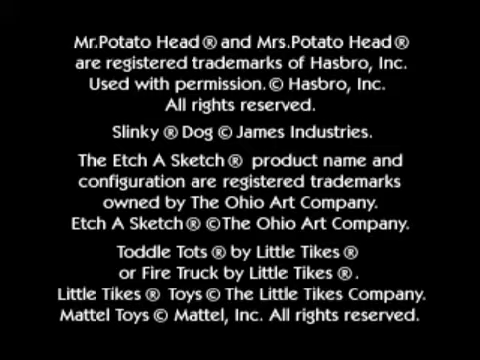 Mr.Potato Head® and Mrs.Potato Head®
are registered trademarks of Hasbro, Inc.
Used with permission.© Hasbro, Inc.
All rights reserved.
Slinky ® Dog © James Industries.
The Etch A Sketch® product name and
configuration are registered trademarks
owned by The Ohio Art Company.
Etch A Sketch® ©The Ohio Art Company.
Toddle Tots® by Little Tikes®
or Fire Truck by Little Tikes®.
Little Tikes® Toys© The Little Tikes Company.
Mattel Toys© Mattel, Inc. All rights reserved.